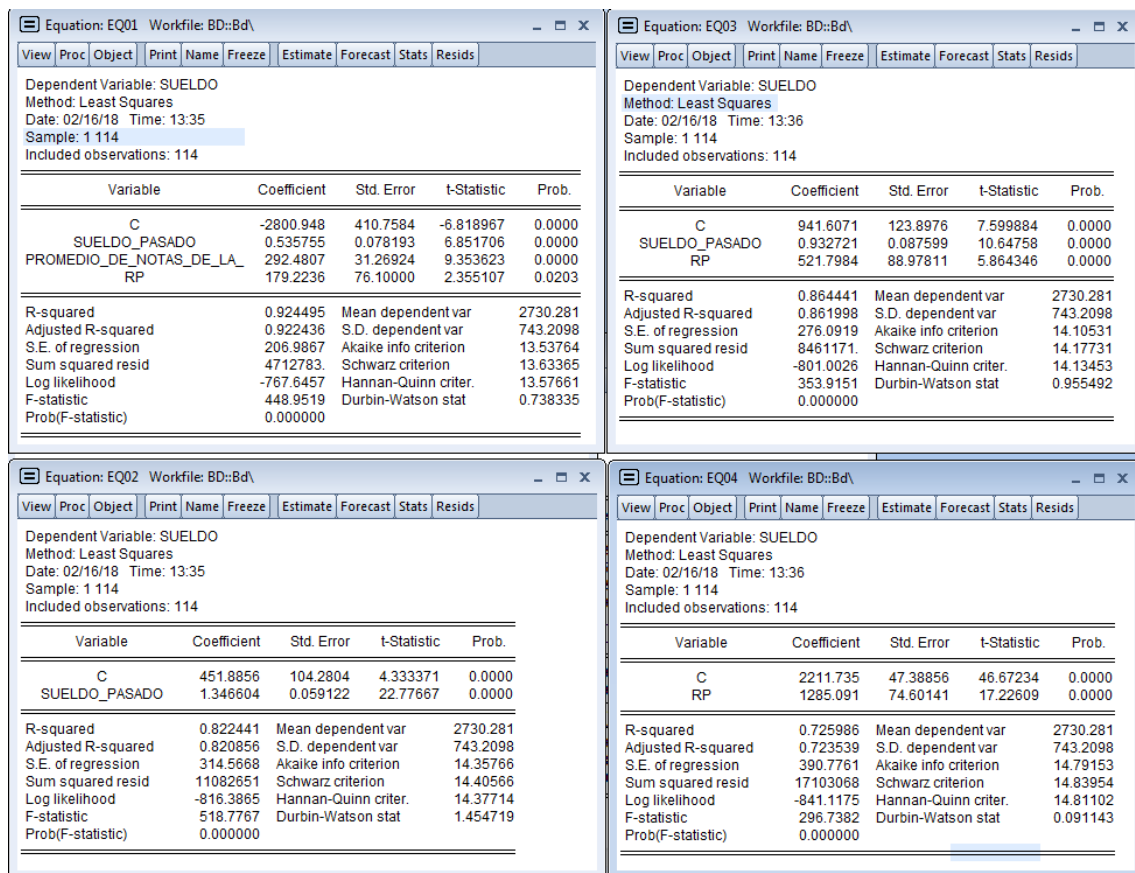 Equation: EQ01 Workfile: BD::Bd\
View Proc Object Print Name Freeze Estimate Forecast Stats Resids
Dependent Variable: SUELDO
Method: Least Squares
Date: 02/16/18 Time: 13:35
Sample: 1 114
Included observations: 114
Variable Coefficient Std. Error t-Statistic Prob.
C -2800.948 410.7584 -6.818967 0.0000
SUELDO_PASADO 0.535755 0.078193 6.851706 0.0000
PROMEDIO_DE_NOTAS_DE_LA_ 292.4807 31.26924 9.353623 0.0000
RP 179.2236 76.10000 2.355107 0.0203
R-squared 0.924495 Mean dependent var 2730.281
Adjusted R-squared 0.922436 S.D. dependent var 743.2098
S.E. of regression 206.9867 Akaike info criterion 13.53764
Sum squared resid 4712783. Schwarz criterion 13.63365
Log likelihood -767.6457 Hannan-Quinn criter. 13.57661
F-statistic 448.9519 Durbin-Watson stat 0.738335
Prob(F-statistic) 0.000000
Equation: EQ03 Workfile: BD::Bd\
View Proc Object Print Name Freeze Estimate Forecast Stats Resids
Dependent Variable: SUELDO
Method: Least Squares
Date: 02/16/18 Time: 13:36
Sample: 1 114
Included observations: 114
Variable Coefficient Std. Error t-Statistic Prob.
C 941.6071 123.8976 7.599884 0.0000
SUELDO_PASADO 0.932721 0.087599 10.64758 0.0000
RP 521.7984 88.97811 5.864346 0.0000
R-squared 0.864441 Mean dependent var 2730.281
Adjusted R-squared 0.861998 S.D. dependent var 743.2098
S.E. of regression 276.0919 Akaike info criterion 14.10531
Sum squared resid 8461171. Schwarz criterion 14.17731
Log likelihood -801.0026 Hannan-Quinn criter. 14.13453
F-statistic 353.9151 Durbin-Watson stat 0.955492
Prob(F-statistic) 0.000000
Equation: EQ02 Workfile: BD::Bd\
View Proc Object Print Name Freeze Estimate Forecast Stats Resids
Dependent Variable: SUELDO
Method: Least Squares
Date: 02/16/18 Time: 13:35
Sample: 1 114
Included observations: 114
Variable Coefficient Std. Error t-Statistic Prob.
C 451.8856 104.2804 4.333371 0.0000
SUELDO_PASADO 1.346604 0.059122 22.77667 0.0000
R-squared 0.822441 Mean dependent var 2730.281
Adjusted R-squared 0.820856 S.D. dependent var 743.2098
S.E. of regression 314.5668 Akaike info criterion 14.35766
Sum squared resid 11082651 Schwarz criterion 14.40566
Log likelihood -816.3865 Hannan-Quinn criter. 14.37714
F-statistic 518.7767 Durbin-Watson stat 1.454719
Prob(F-statistic) 0.000000
Equation: EQ04 Workfile: BD::Bd\
View Proc Object Print Name Freeze Estimate Forecast Stats Resids
Dependent Variable: SUELDO
Method: Least Squares
Date: 02/16/18 Time: 13:36
Sample: 1 114
Included observations: 114
Variable Coefficient Std. Error t-Statistic Prob.
C 2211.735 47.38856 46.67234 0.0000
RP 1285.091 74.60141 17.22609 0.0000
R-squared 0.725986 Mean dependent var 2730.281
Adjusted R-squared 0.723539 S.D. dependent var 743.2098
S.E. of regression 390.7761 Akaike info criterion 14.79153
Sum squared resid 17103068 Schwarz criterion 14.83954
Log likelihood -841.1175 Hannan-Quinn criter. 14.81102
F-statistic 296.7382 Durbin-Watson stat 0.091143
Prob(F-statistic) 0.000000